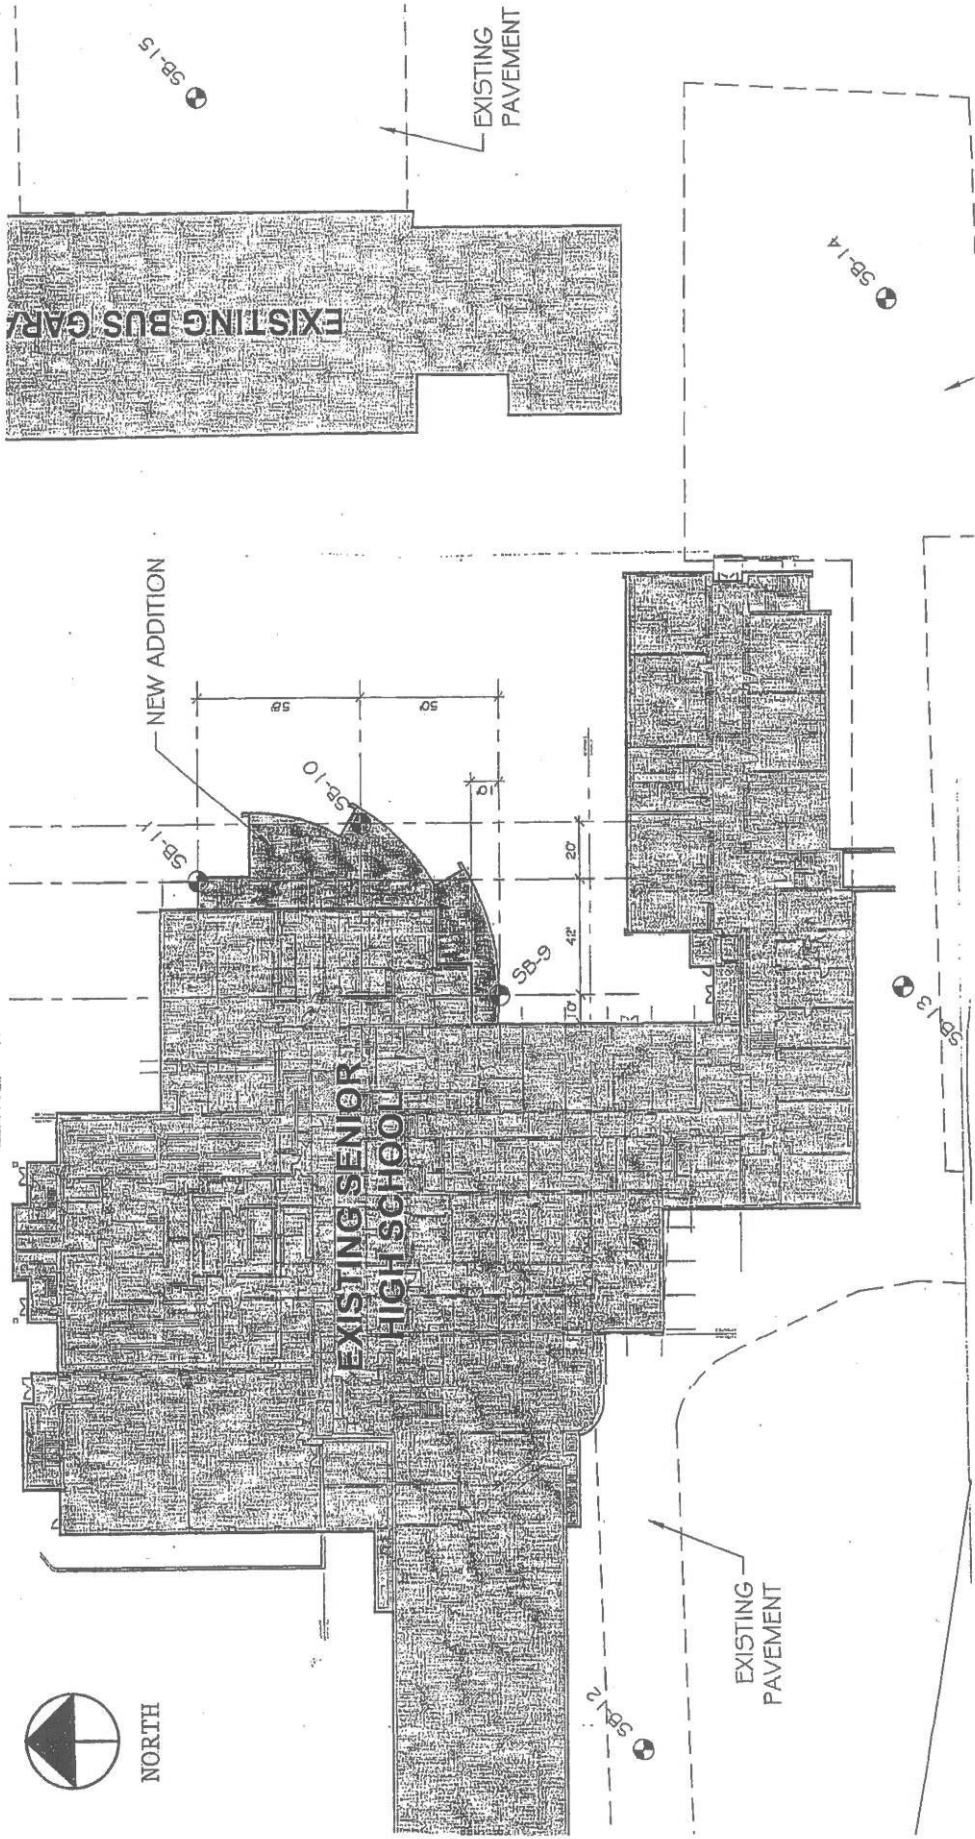 SB-15
EXISTING
PAVEMENT
EXISTING BUS GARA
SB-14
NEW ADDITION
58'
50'
10'
SB-10
SB-11
20'
42'
10'
SB-9
SB-13
EXISTING SENIOR
HIGH SCHOOL
EXISTING
PAVEMENT
SB-12
NORTH